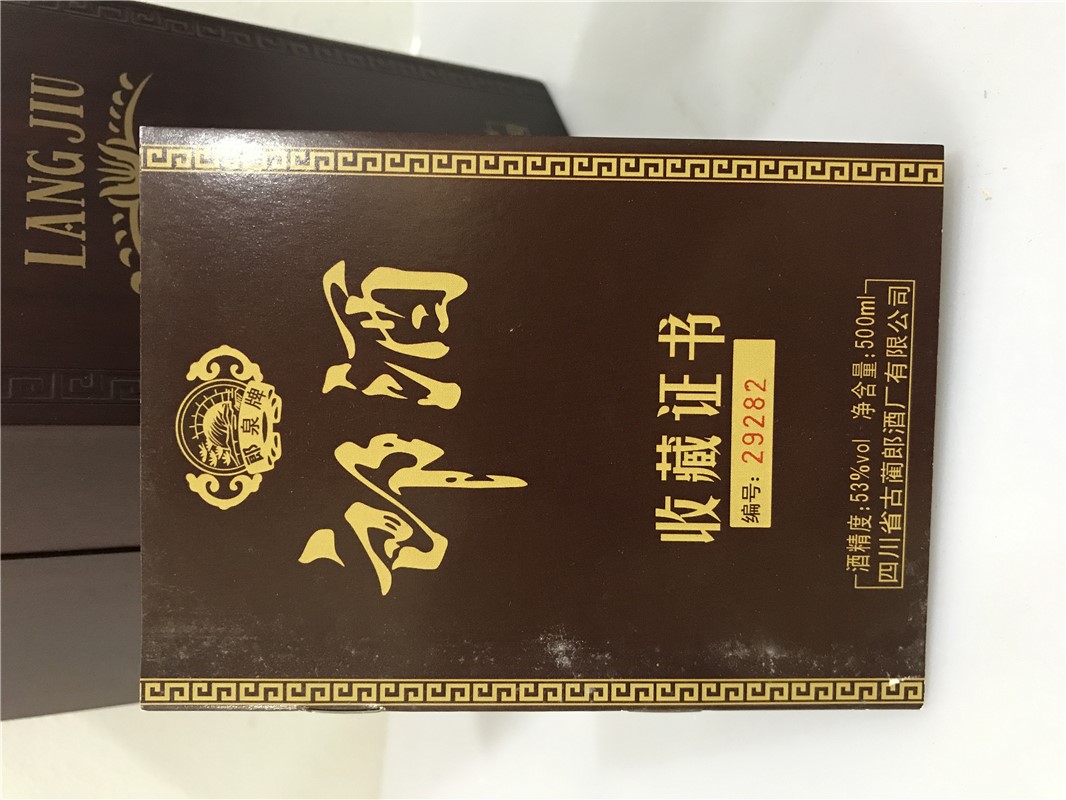 LANG JIU
郎泉牌
郎酒
收藏证书
编号: 29282
酒精度:53%vol 净含量:500ml
四川省古蔺郎酒厂有限公司